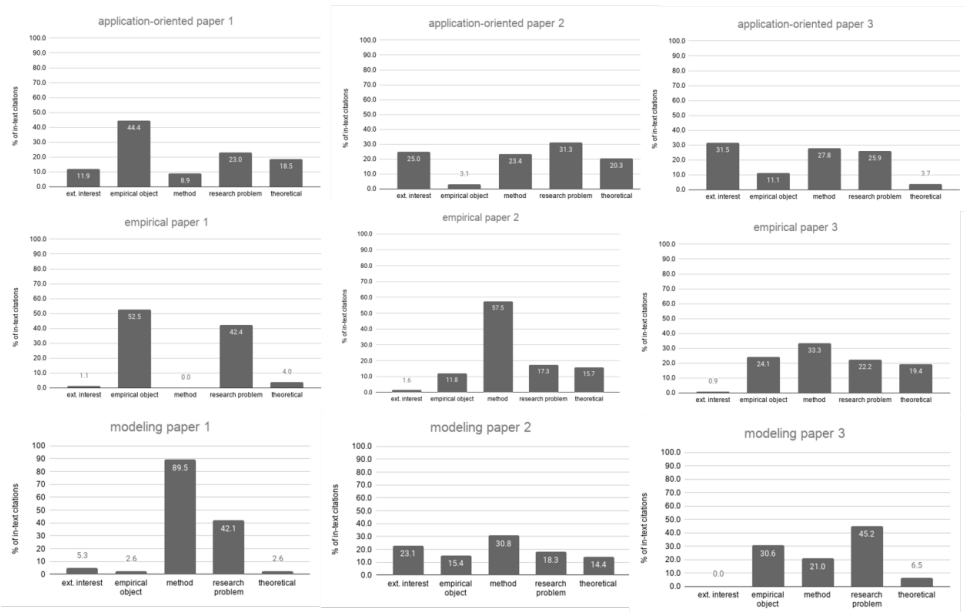 application-oriented paper 1
% of in-text citations
100.0
90.0
80.0
70.0
60.0
50.0
40.0
30.0
20.0
10.0
0.0
11.9 44.4 8.9 23.0 18.5
ext. interest empirical object method research problem theoretical
application-oriented paper 2
% of in-text citations
100.0
90.0
80.0
70.0
60.0
50.0
40.0
30.0
20.0
10.0
0.0
25.0 3.1 23.4 31.3 20.3
ext. interest empirical object method research problem theoretical
application-oriented paper 3
% of in-text citations
100.0
90.0
80.0
70.0
60.0
50.0
40.0
30.0
20.0
10.0
0.0
31.5 11.1 27.8 25.9 3.7
ext. interest empirical object method research problem theoretical
empirical paper 1
% of in-text citations
100.0
90.0
80.0
70.0
60.0
50.0
40.0
30.0
20.0
10.0
0.0
1.1 52.5 0.0 42.4 4.0
ext. interest empirical object method research problem theoretical
empirical paper 2
% of in-text citations
100.0
90.0
80.0
70.0
60.0
50.0
40.0
30.0
20.0
10.0
0.0
1.6 11.8 57.5 17.3 15.7
ext. interest empirical object method research problem theoretical
empirical paper 3
% of in-text citations
100.0
90.0
80.0
70.0
60.0
50.0
40.0
30.0
20.0
10.0
0.0
0.9 24.1 33.3 22.2 19.4
ext. interest empirical object method research problem theoretical
modeling paper 1
% of in-text citations
100
90
80
70
60
50
40
30
20
10
0
5.3 2.6 89.5 42.1 2.6
ext. interest empirical method research theoretical
object problem
modeling paper 2
% of in-text citations
100.0
90.0
80.0
70.0
60.0
50.0
40.0
30.0
20.0
10.0
0.0
23.1 15.4 30.8 18.3 14.4
ext. interest empirical method research theoretical
object problem
modeling paper 3
% of in-text citations
100.0
90.0
80.0
70.0
60.0
50.0
40.0
30.0
20.0
10.0
0.0
0.0 30.6 21.0 45.2 6.5
ext. interest empirical method research theoretical
object problem